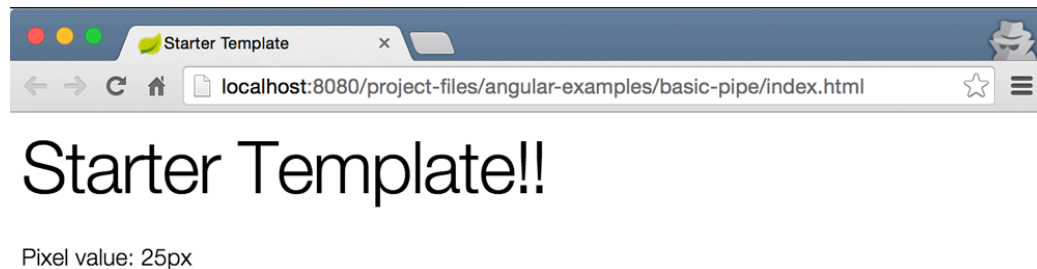 Starter Template
localhost:8080/project-files/angular-examples/basic-pipe/index.html
Starter Template!!
Pixel value: 25px